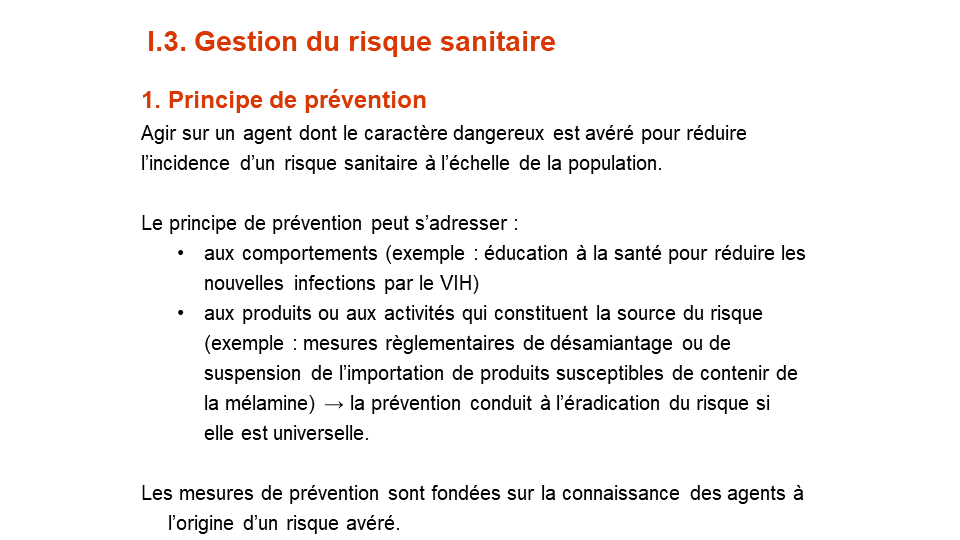 I.3. Gestion du risque sanitaire
1. Principe de prévention
Agir sur un agent dont le caractère dangereux est avéré pour réduire
l’incidence d’un risque sanitaire à l’échelle de la population.
Le principe de prévention peut s’adresser :
• aux comportements (exemple : éducation à la santé pour réduire les
nouvelles infections par le VIH)
• aux produits ou aux activités qui constituent la source du risque
(exemple : mesures règlementaires de désamiantage ou de
suspension de l’importation de produits susceptibles de contenir de
la mélamine) → la prévention conduit à l’éradication du risque si
elle est universelle.
Les mesures de prévention sont fondées sur la connaissance des agents à
l’origine d’un risque avéré.